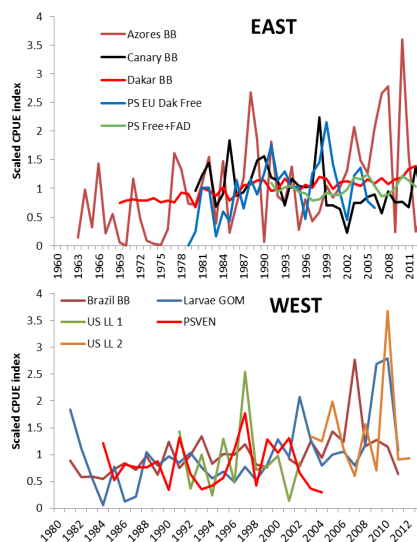 EAST
Azores BB
Canary BB
Dakar BB
PS EU Dak Free
PS Free+FAD
Scaled CPUE index
4
3.5
3
2.5
2
1.5
1
0.5
0
1960 1963 1966 1969 1972 1975 1978 1981 1984 1987 1990 1993 1996 1999 2002 2005 2008 2011
WEST
Brazil BB Larvae GOM
US LL 1 PSVEN
US LL 2
Scaled CPUE index
4
3.5
3
2.5
2
1.5
1
0.5
0
1980 1982 1984 1986 1988 1990 1992 1994 1996 1998 2000 2002 2004 2006 2008 2010 2012